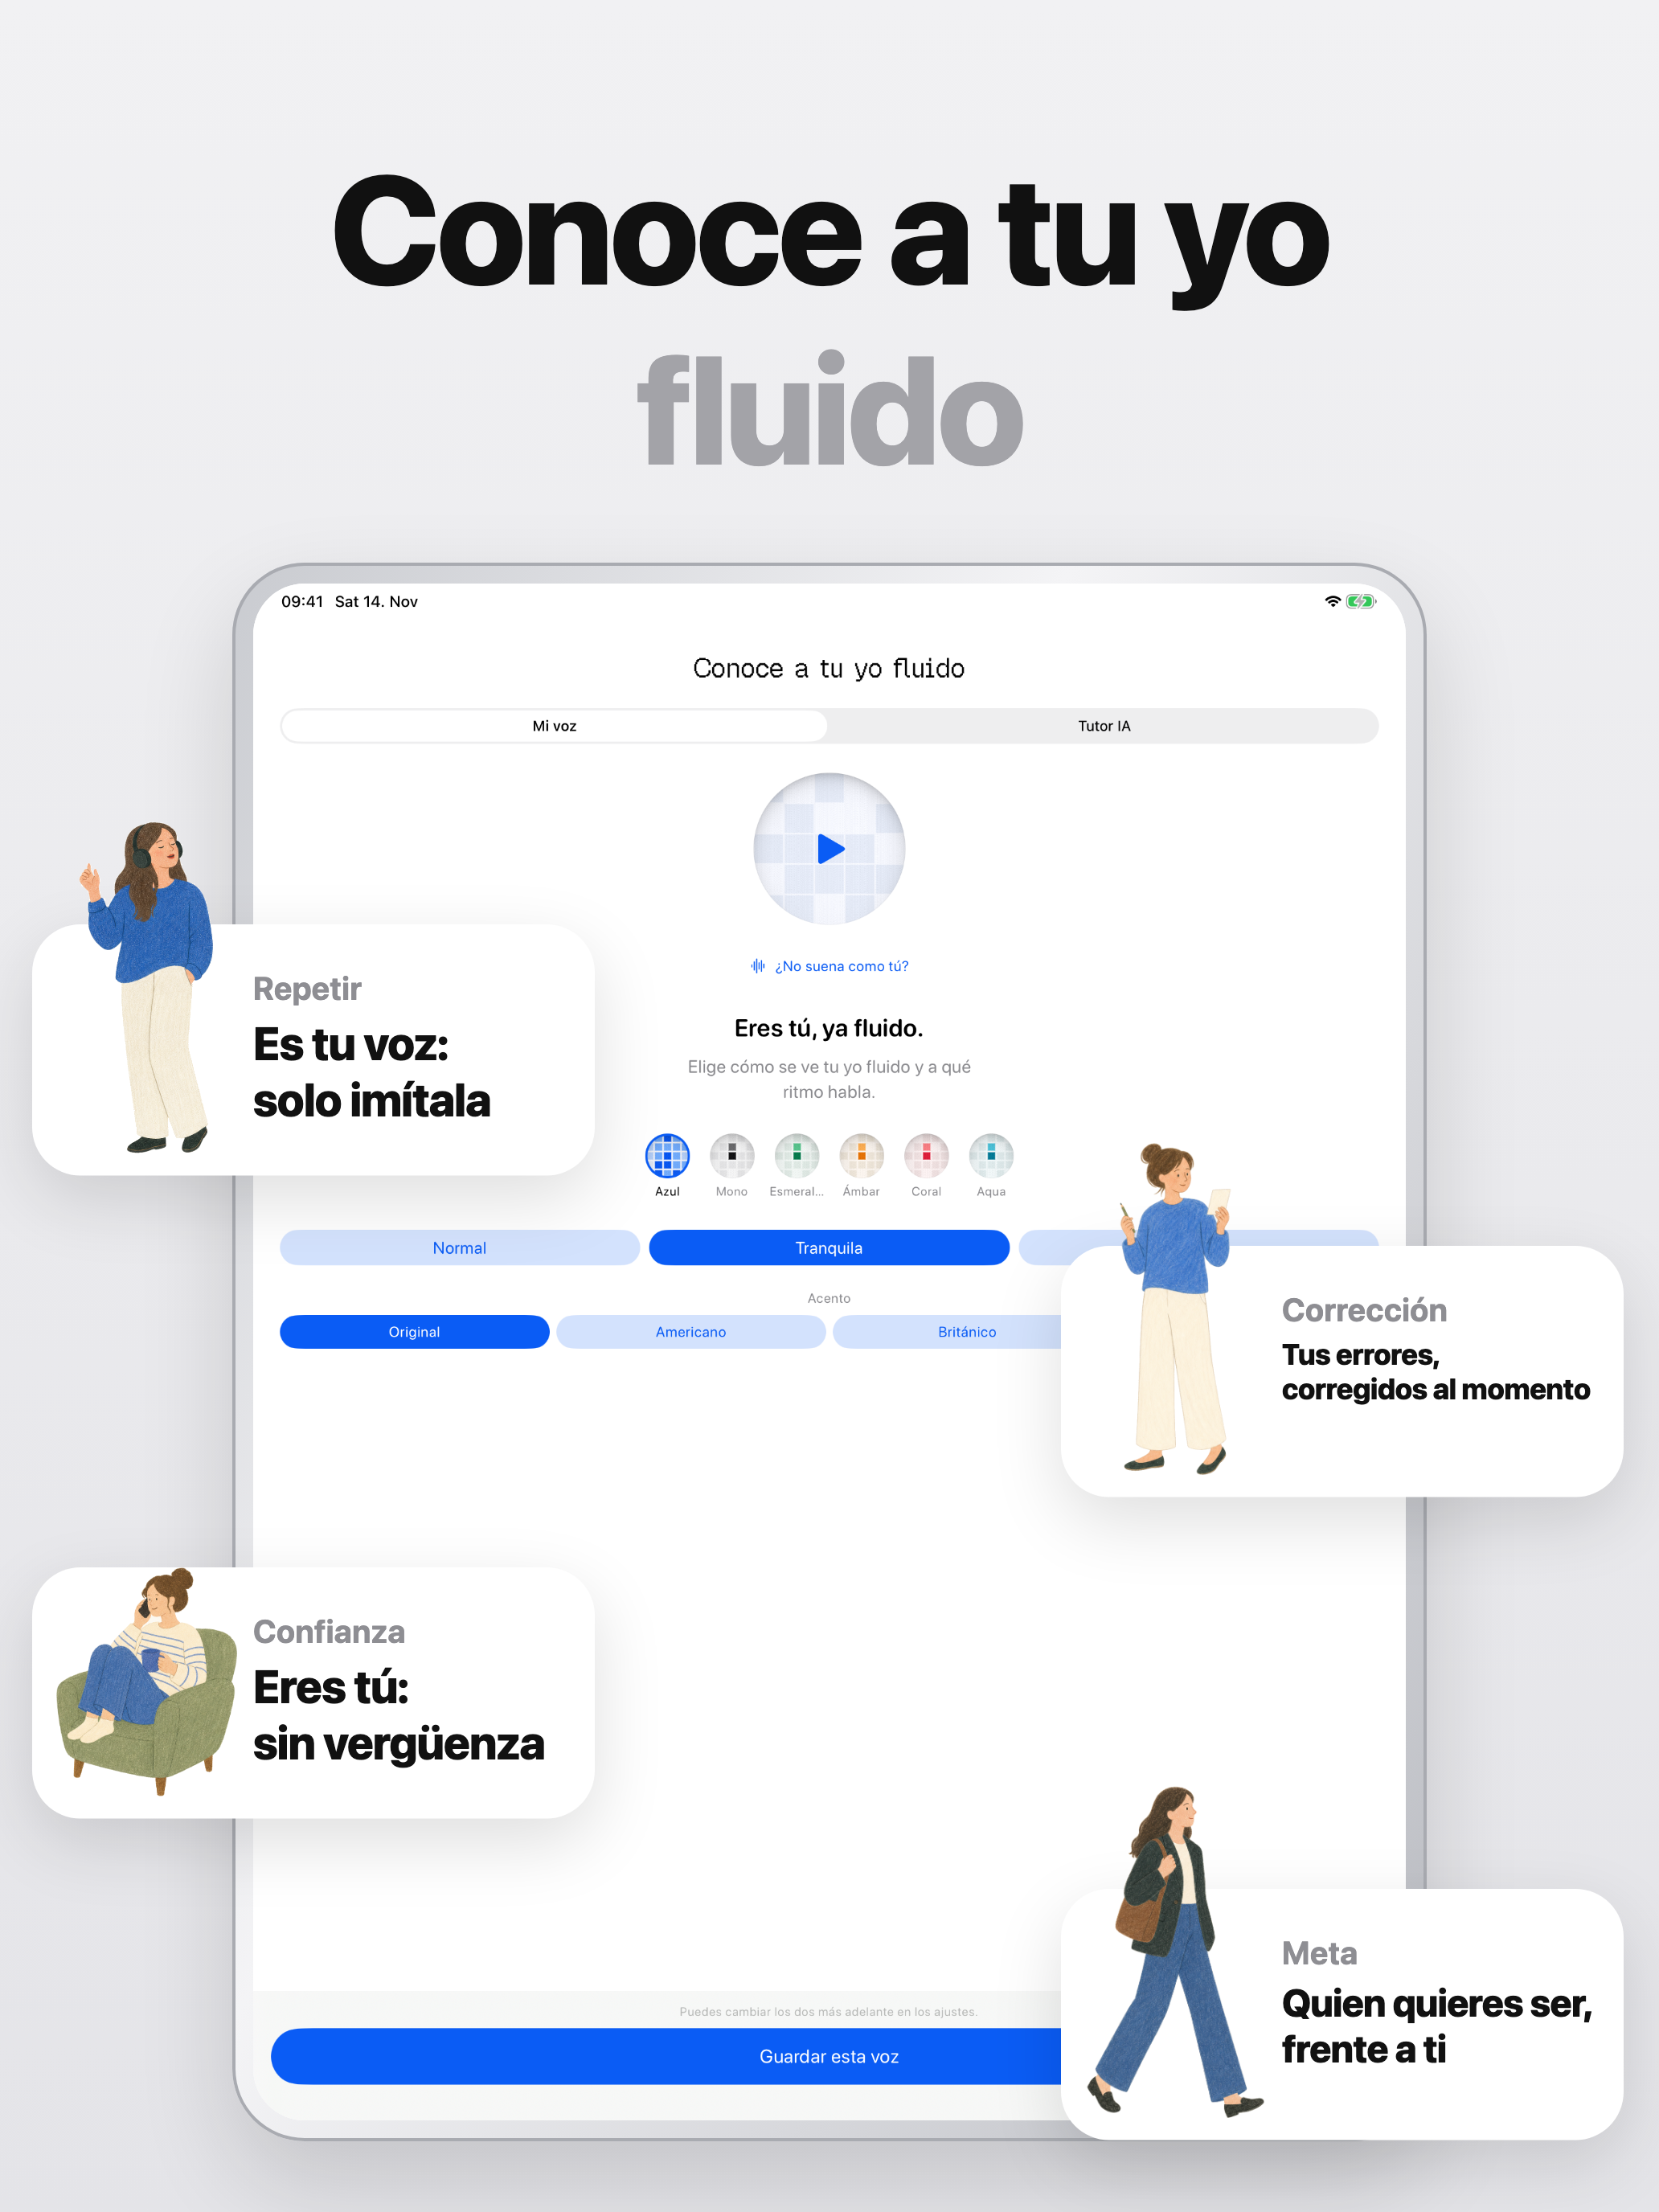 Conoce a tu yo
fluido
09:41 Sat 14. Nov
Conoce a tu yo fluido
Mi voz
Tutor IA
¿No suena como tú?
Repetir
Es tu voz:
solo imítala
Eres tú, ya fluido.
Elige cómo se ve tu yo fluido y a qué
ritmo habla.
Azul
Mono
Esmeral...
Ámbar
Coral
Aqua
Normal
Tranquila
Acento
Original
Americano
Británico
Corrección
Tus errores,
corregidos al momento
Confianza
Eres tú:
sin vergüenza
Meta
Quien quieres ser,
frente a ti
Puedes cambiar los dos más adelante en los ajustes.
Guardar esta voz